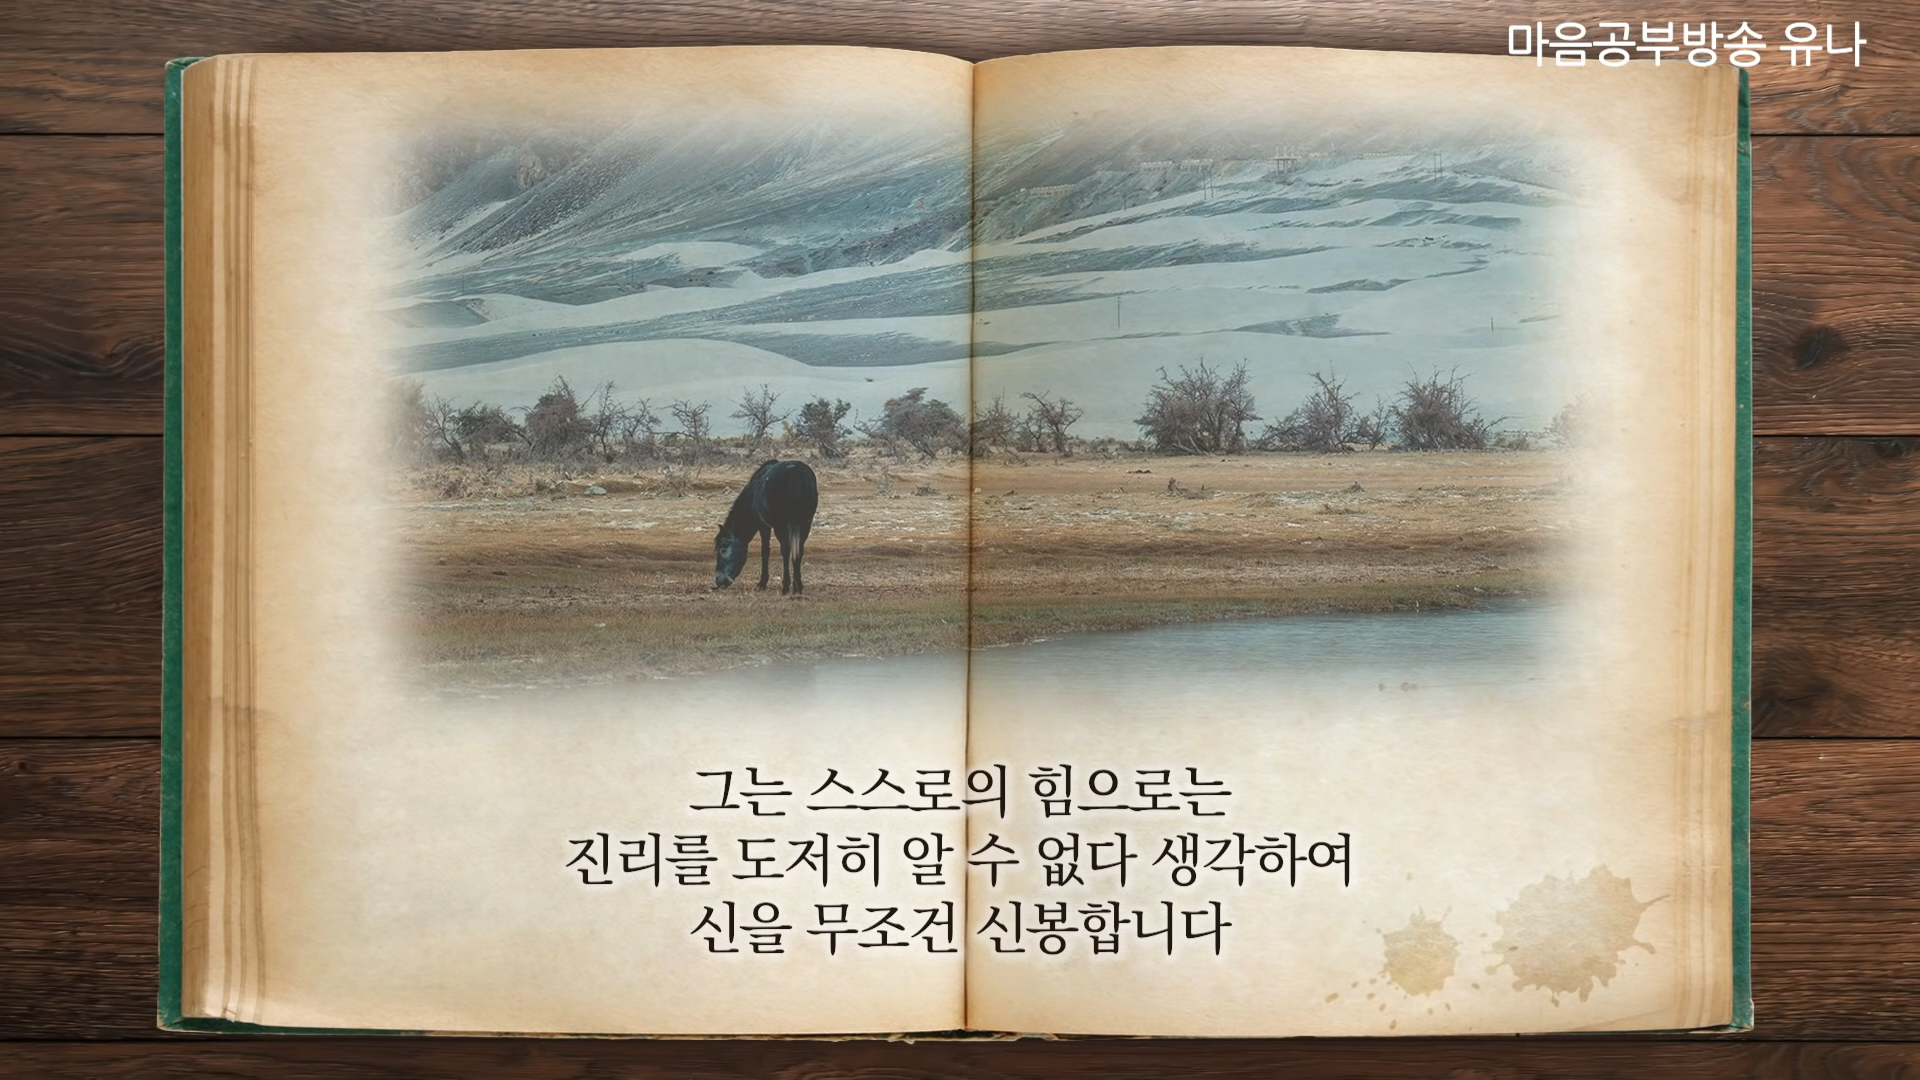 마음공부방송 유나
그는 스스로의 힘으로는
진리를 도저히 알 수 없다 생각하여
신을 무조건 신봉합니다